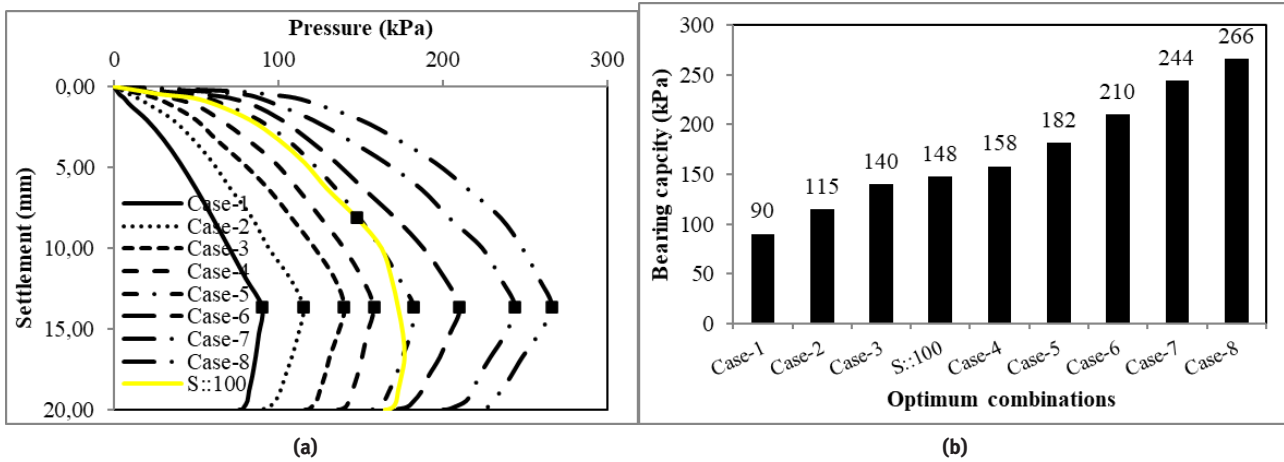 Pressure (kPa)
0 100 200 300
0,00
5,00
10,00
15,00
20,00
Settlement (mm)
Case-1
Case-2
Case-3
Case-4
Case-5
Case-6
Case-7
Case-8
S::100
(a)
Bearing capcity (kPa)
300
250
200
150
100
50
0
90
115
140
148
158
182
210
244
266
Case-1
Case-2
Case-3
S::100
Case-4
Case-5
Case-6
Case-7
Case-8
Optimum combinations
(b)